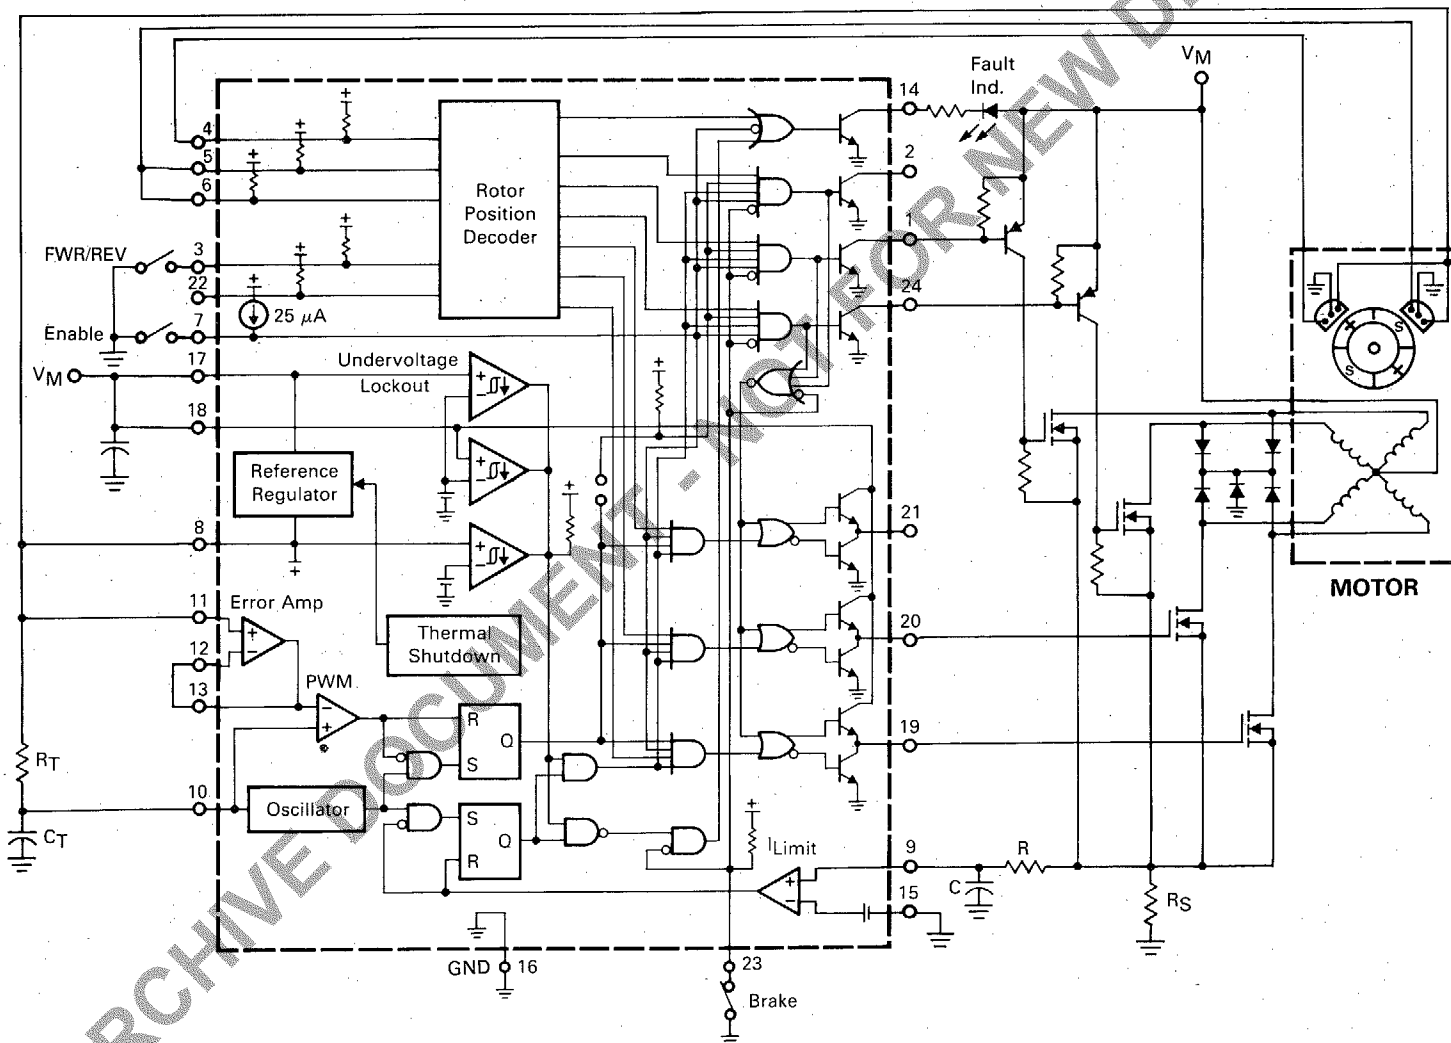 VM
Fault
Ind.
14
4
5
6
2
Rotor
Position
Decoder
1
FWR/REV
3
22
24
25 μA
Enable
7
17
VM
Undervoltage
Lockout
18
Reference
Regulator
21
8
11
Error Amp
12
13
Thermal
Shutdown
20
PWM
R
Q
S
19
RT
10
Oscillator
CT
S
Q
R
ILimit
9
R
C
15
RS
GND
16
23
Brake
S
S
MOTOR
ARCHIVE DOCUMENT - NOT FOR NEW D